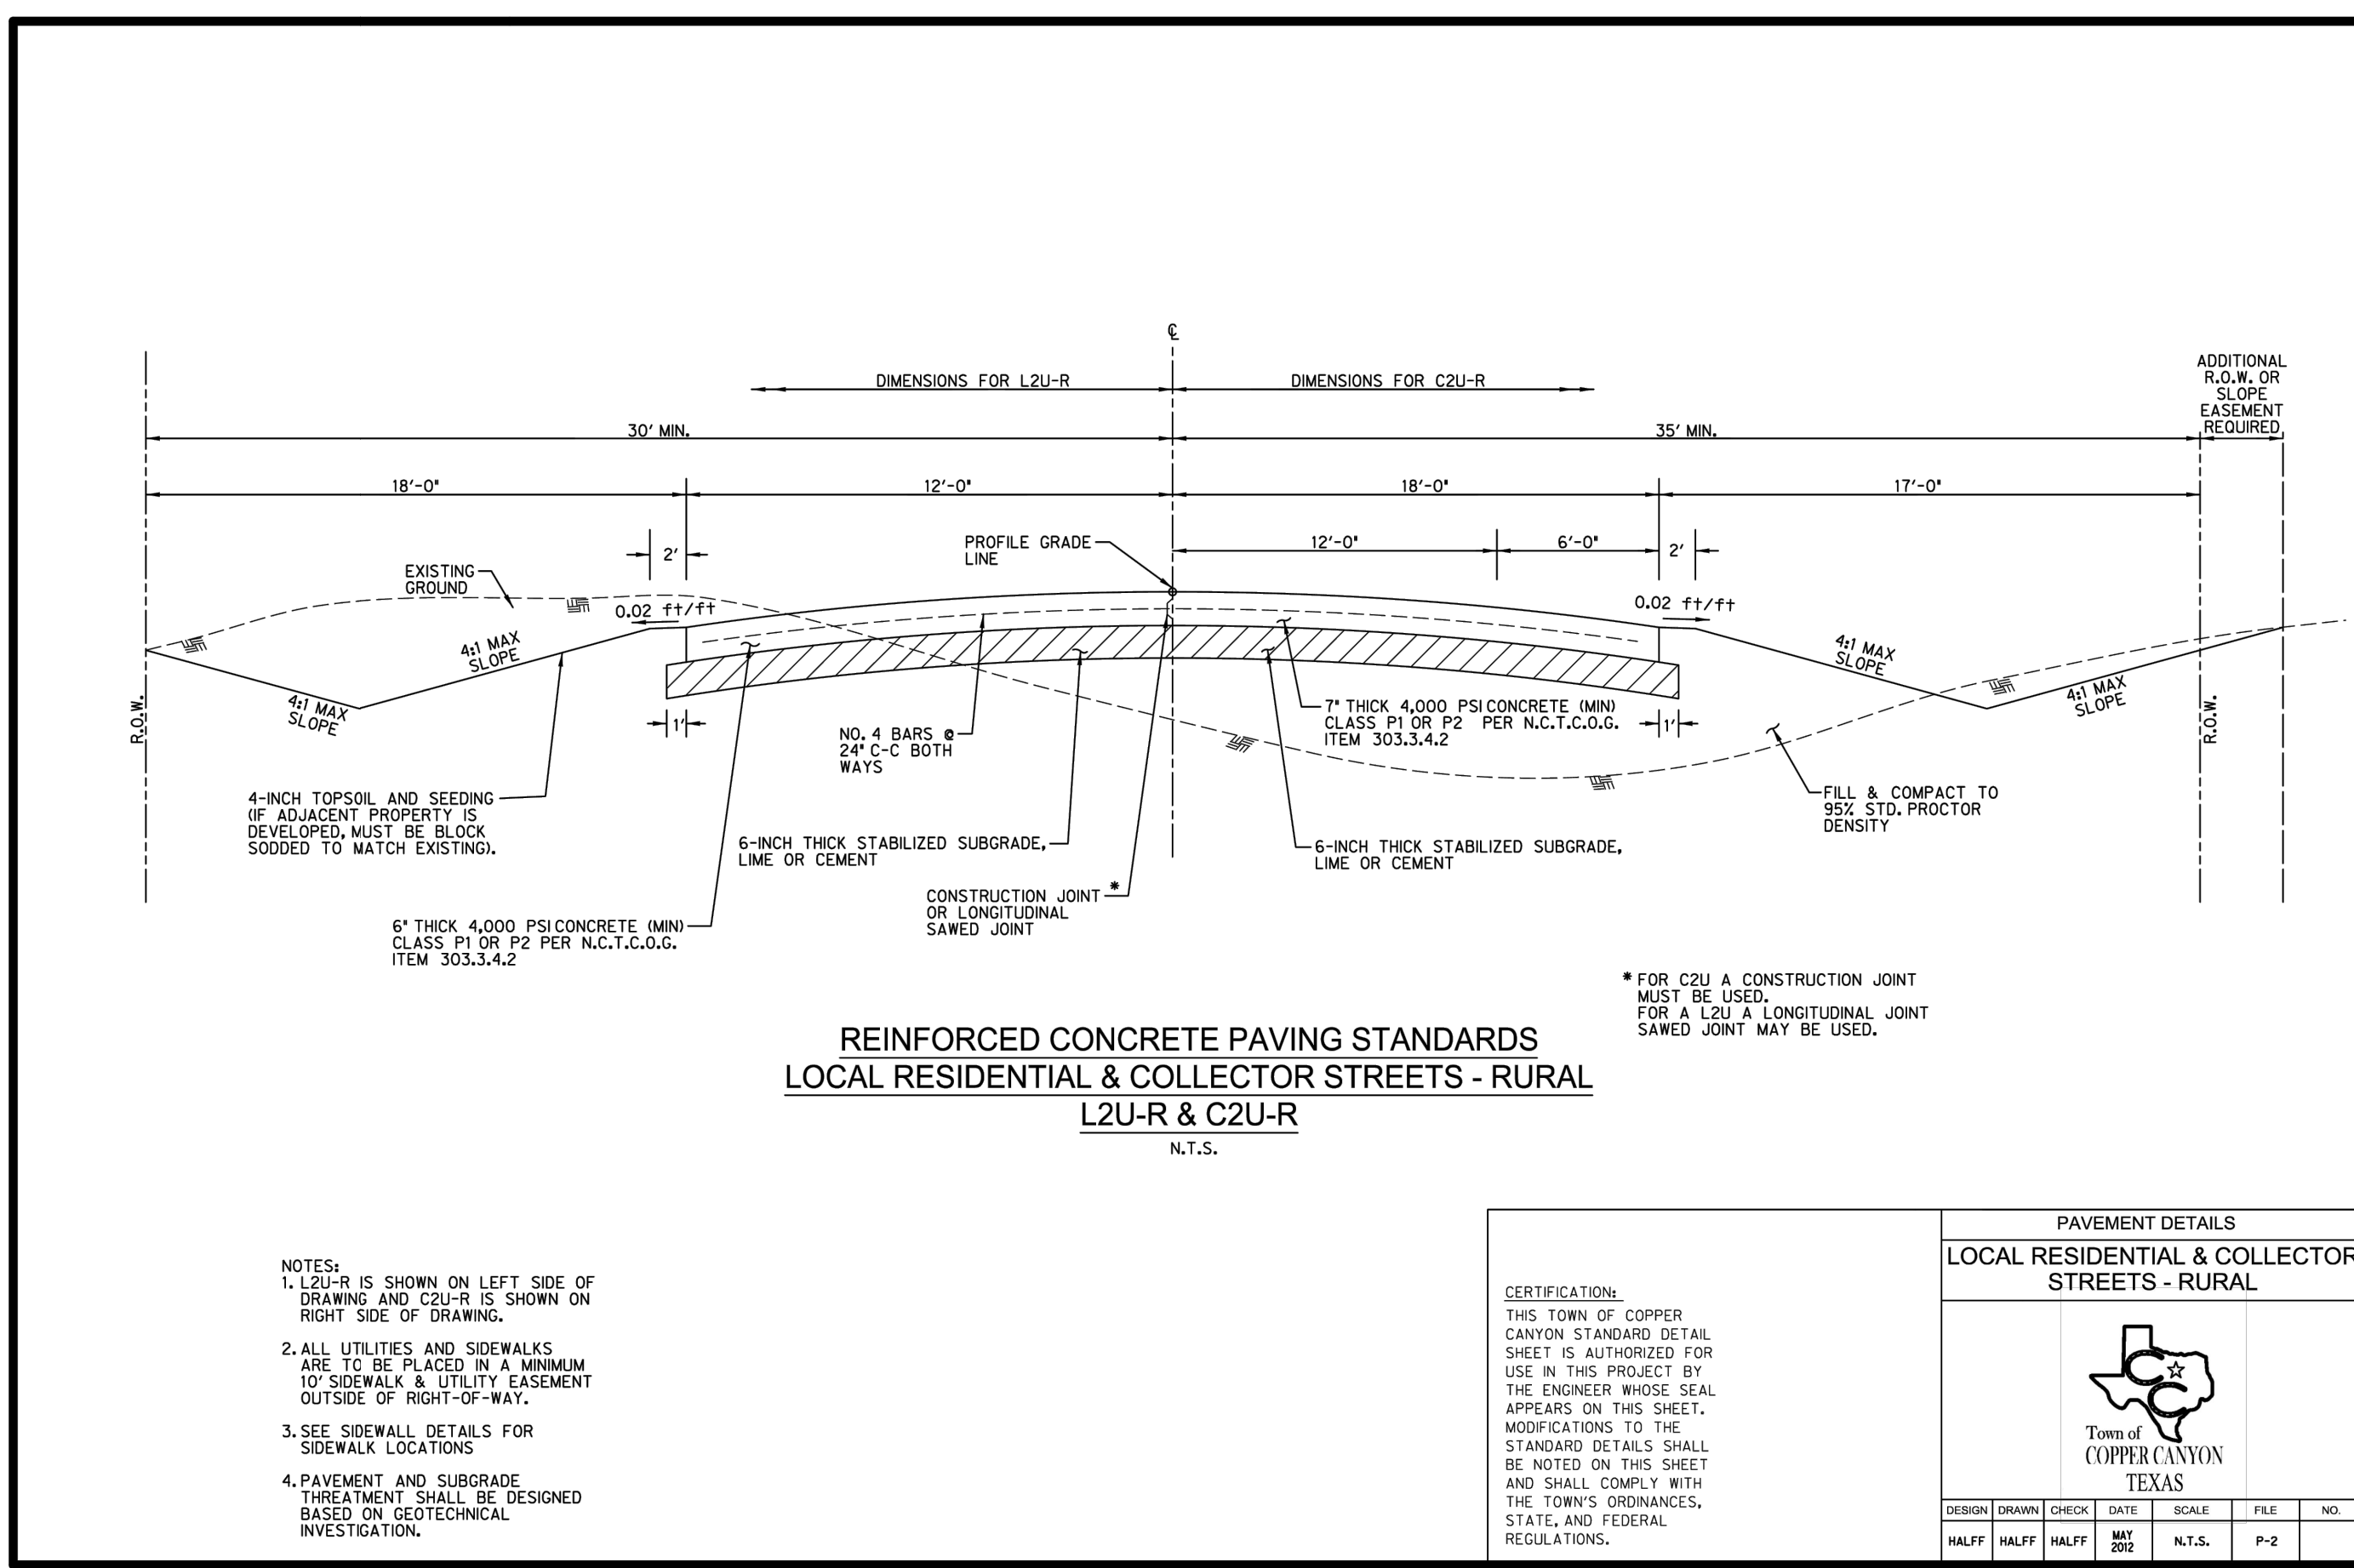 ℄
DIMENSIONS FOR L2U-R
DIMENSIONS FOR C2U-R
ADDITIONAL
R.O.W. OR
SLOPE
EASEMENT
REQUIRED
30' MIN.
35' MIN.
18'-0"
12'-0"
18'-0"
17'-0"
2'
PROFILE GRADE
LINE
12'-0"
6'-0"
2'
EXISTING
GROUND
0.02 ft/ft
0.02 ft/ft
4:1 MAX
SLOPE
4:1 MAX
SLOPE
4:1 MAX
SLOPE
4:1 MAX
SLOPE
R.O.W.
R.O.W.
1'
1'
NO. 4 BARS @
24" C-C BOTH
WAYS
7" THICK 4,000 PSI CONCRETE (MIN)
CLASS P1 OR P2 PER N.C.T.C.O.G.
ITEM 303.3.4.2
4-INCH TOPSOIL AND SEEDING
(IF ADJACENT PROPERTY IS
DEVELOPED, MUST BE BLOCK
SODDED TO MATCH EXISTING).
FILL & COMPACT TO
95% STD. PROCTOR
DENSITY
6-INCH THICK STABILIZED SUBGRADE,
LIME OR CEMENT
6-INCH THICK STABILIZED SUBGRADE,
LIME OR CEMENT
CONSTRUCTION JOINT *
OR LONGITUDINAL
SAWED JOINT
6" THICK 4,000 PSI CONCRETE (MIN)
CLASS P1 OR P2 PER N.C.T.C.O.G.
ITEM 303.3.4.2
* FOR C2U A CONSTRUCTION JOINT
MUST BE USED.
FOR A L2U A LONGITUDINAL JOINT
SAWED JOINT MAY BE USED.
REINFORCED CONCRETE PAVING STANDARDS
LOCAL RESIDENTIAL & COLLECTOR STREETS - RURAL
L2U-R & C2U-R
N.T.S.
NOTES:
1. L2U-R IS SHOWN ON LEFT SIDE OF
DRAWING AND C2U-R IS SHOWN ON
RIGHT SIDE OF DRAWING.
2. ALL UTILITIES AND SIDEWALKS
ARE TO BE PLACED IN A MINIMUM
10' SIDEWALK & UTILITY EASEMENT
OUTSIDE OF RIGHT-OF-WAY.
3. SEE SIDEWALL DETAILS FOR
SIDEWALK LOCATIONS
4. PAVEMENT AND SUBGRADE
THREATMENT SHALL BE DESIGNED
BASED ON GEOTECHNICAL
INVESTIGATION.
CERTIFICATION:
THIS TOWN OF COPPER
CANYON STANDARD DETAIL
SHEET IS AUTHORIZED FOR
USE IN THIS PROJECT BY
THE ENGINEER WHOSE SEAL
APPEARS ON THIS SHEET.
MODIFICATIONS TO THE
STANDARD DETAILS SHALL
BE NOTED ON THIS SHEET
AND SHALL COMPLY WITH
THE TOWN'S ORDINANCES,
STATE, AND FEDERAL
REGULATIONS.
PAVEMENT DETAILS
LOCAL RESIDENTIAL & COLLECTOR
STREETS - RURAL
Town of
COPPER CANYON
TEXAS
DESIGN DRAWN CHECK DATE SCALE FILE NO.
HALFF HALFF HALFF MAY 2012 N.T.S. P-2